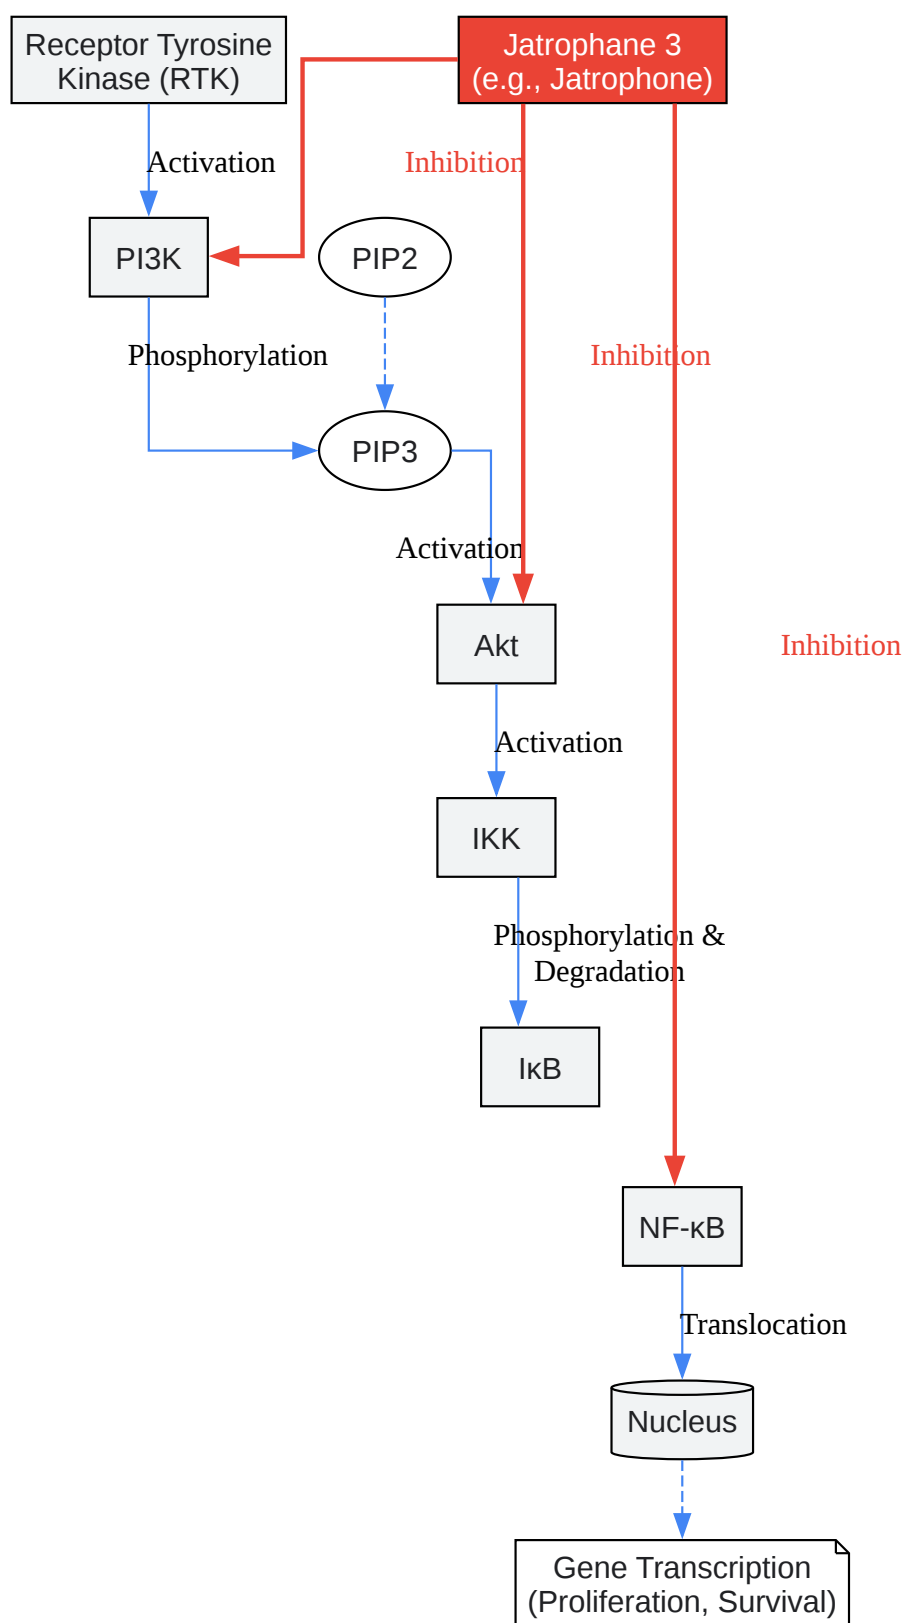 Receptor Tyrosine
Kinase (RTK)
Jatrophane 3
(e.g., Jatrophone)
Activation
Inhibition
PI3K
PIP2
Phosphorylation
Inhibition
PIP3
Activation
Akt
Inhibition
Activation
IKK
Phosphorylation &
Degradation
IκB
NF-κB
Translocation
Nucleus
Gene Transcription
(Proliferation, Survival)